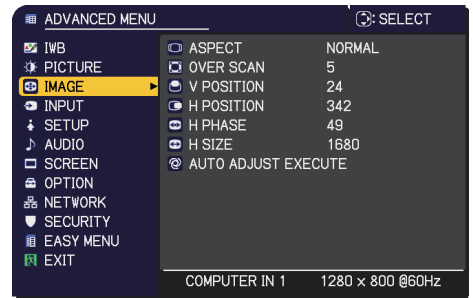 ADVANCED MENU : SELECT
IWB
PICTURE
IMAGE
INPUT
SETUP
AUDIO
SCREEN
OPTION
NETWORK
SECURITY
EASY MENU
EXIT
ASPECT NORMAL
OVER SCAN 5
V POSITION 24
H POSITION 342
H PHASE 49
H SIZE 1680
AUTO ADJUST EXECUTE
COMPUTER IN 1 1280 × 800 @60Hz